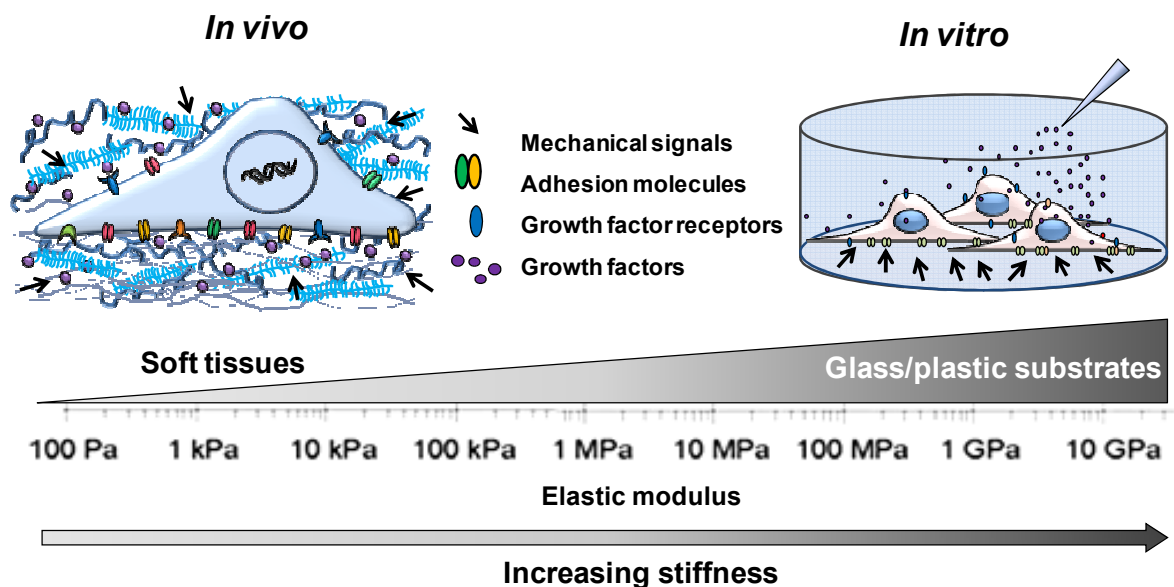 In vivo
In vitro
Mechanical signals
Adhesion molecules
Growth factor receptors
Growth factors
Soft tissues
Glass/plastic substrates
100 Pa 1 kPa 10 kPa 100 kPa 1 MPa 10 MPa 100 MPa 1 GPa 10 GPa
Elastic modulus
Increasing stiffness